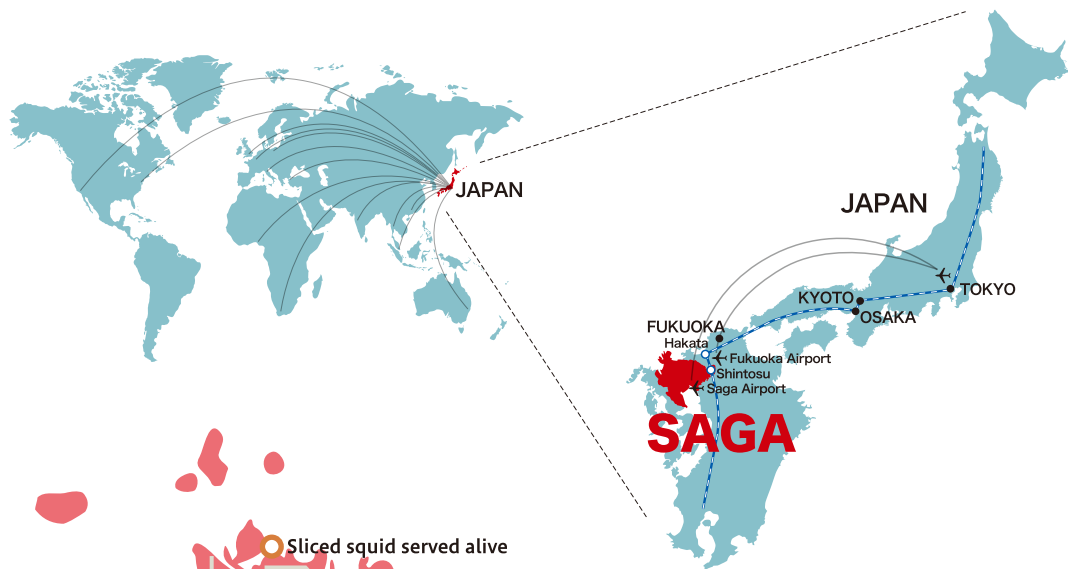 JAPAN
JAPAN
TOKYO
KYOTO
OSAKA
FUKUOKA
Hakata
Fukuoka Airport
Shintosu
Saga Airport
SAGA
Sliced squid served alive